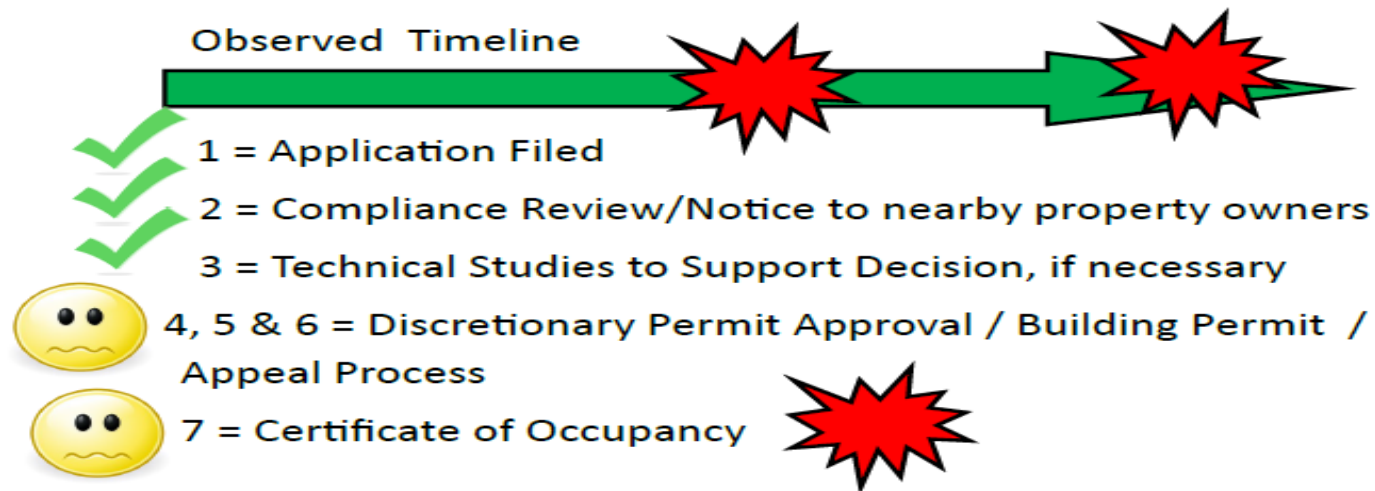 Observed Timeline
1 = Application Filed
2 = Compliance Review/Notice to nearby property owners
3 = Technical Studies to Support Decision, if necessary
4, 5 & 6 = Discretionary Permit Approval / Building Permit /
Appeal Process
7 = Certificate of Occupancy